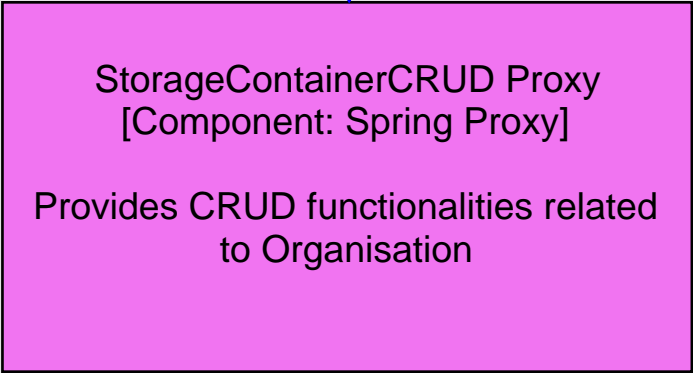 StorageContainerCRUD Proxy
[Component: Spring Proxy]
Provides CRUD functionalities related
to Organisation